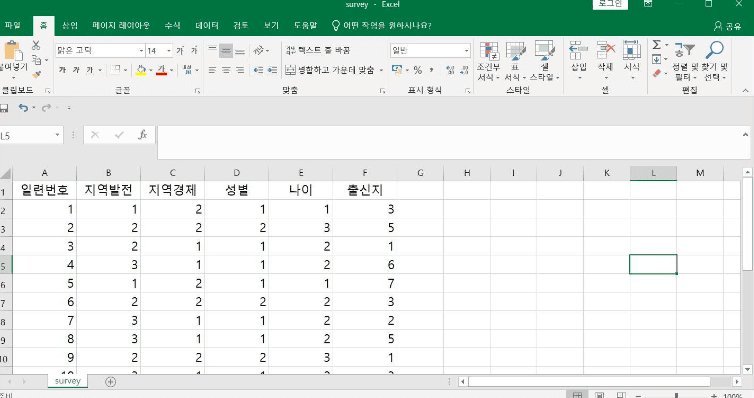 survey - Excel
로그인
파일 홈 삽입 페이지 레이아웃 수식 데이터 검토 보기 도움말 어떤 작업을 원하시나요? 공유
붙여넣기
맑은 고딕 14 가 가
가 가 가 가 가
텍스트 줄 바꿈
병합하고 가운데 맞춤
일반
% ,
조건부 서식 표 서식 셀 스타일
삽입 삭제 서식
정렬 및 필터 찾기 및 선택
클립보드 글꼴 맞춤 표시 형식 스타일 셀 편집
L5 fx
A B C D E F G H I J K L M
1 일련번호 지역발전 지역경제 성별 나이 출신지
2 1 1 2 1 1 3
3 2 2 2 2 3 5
4 3 2 1 1 2 1
5 4 3 1 1 2 6
6 5 1 2 1 1 7
7 6 2 2 2 2 3
8 7 3 1 1 2 2
9 8 3 1 1 2 5
10 9 2 2 2 3 1
survey
준비
100%